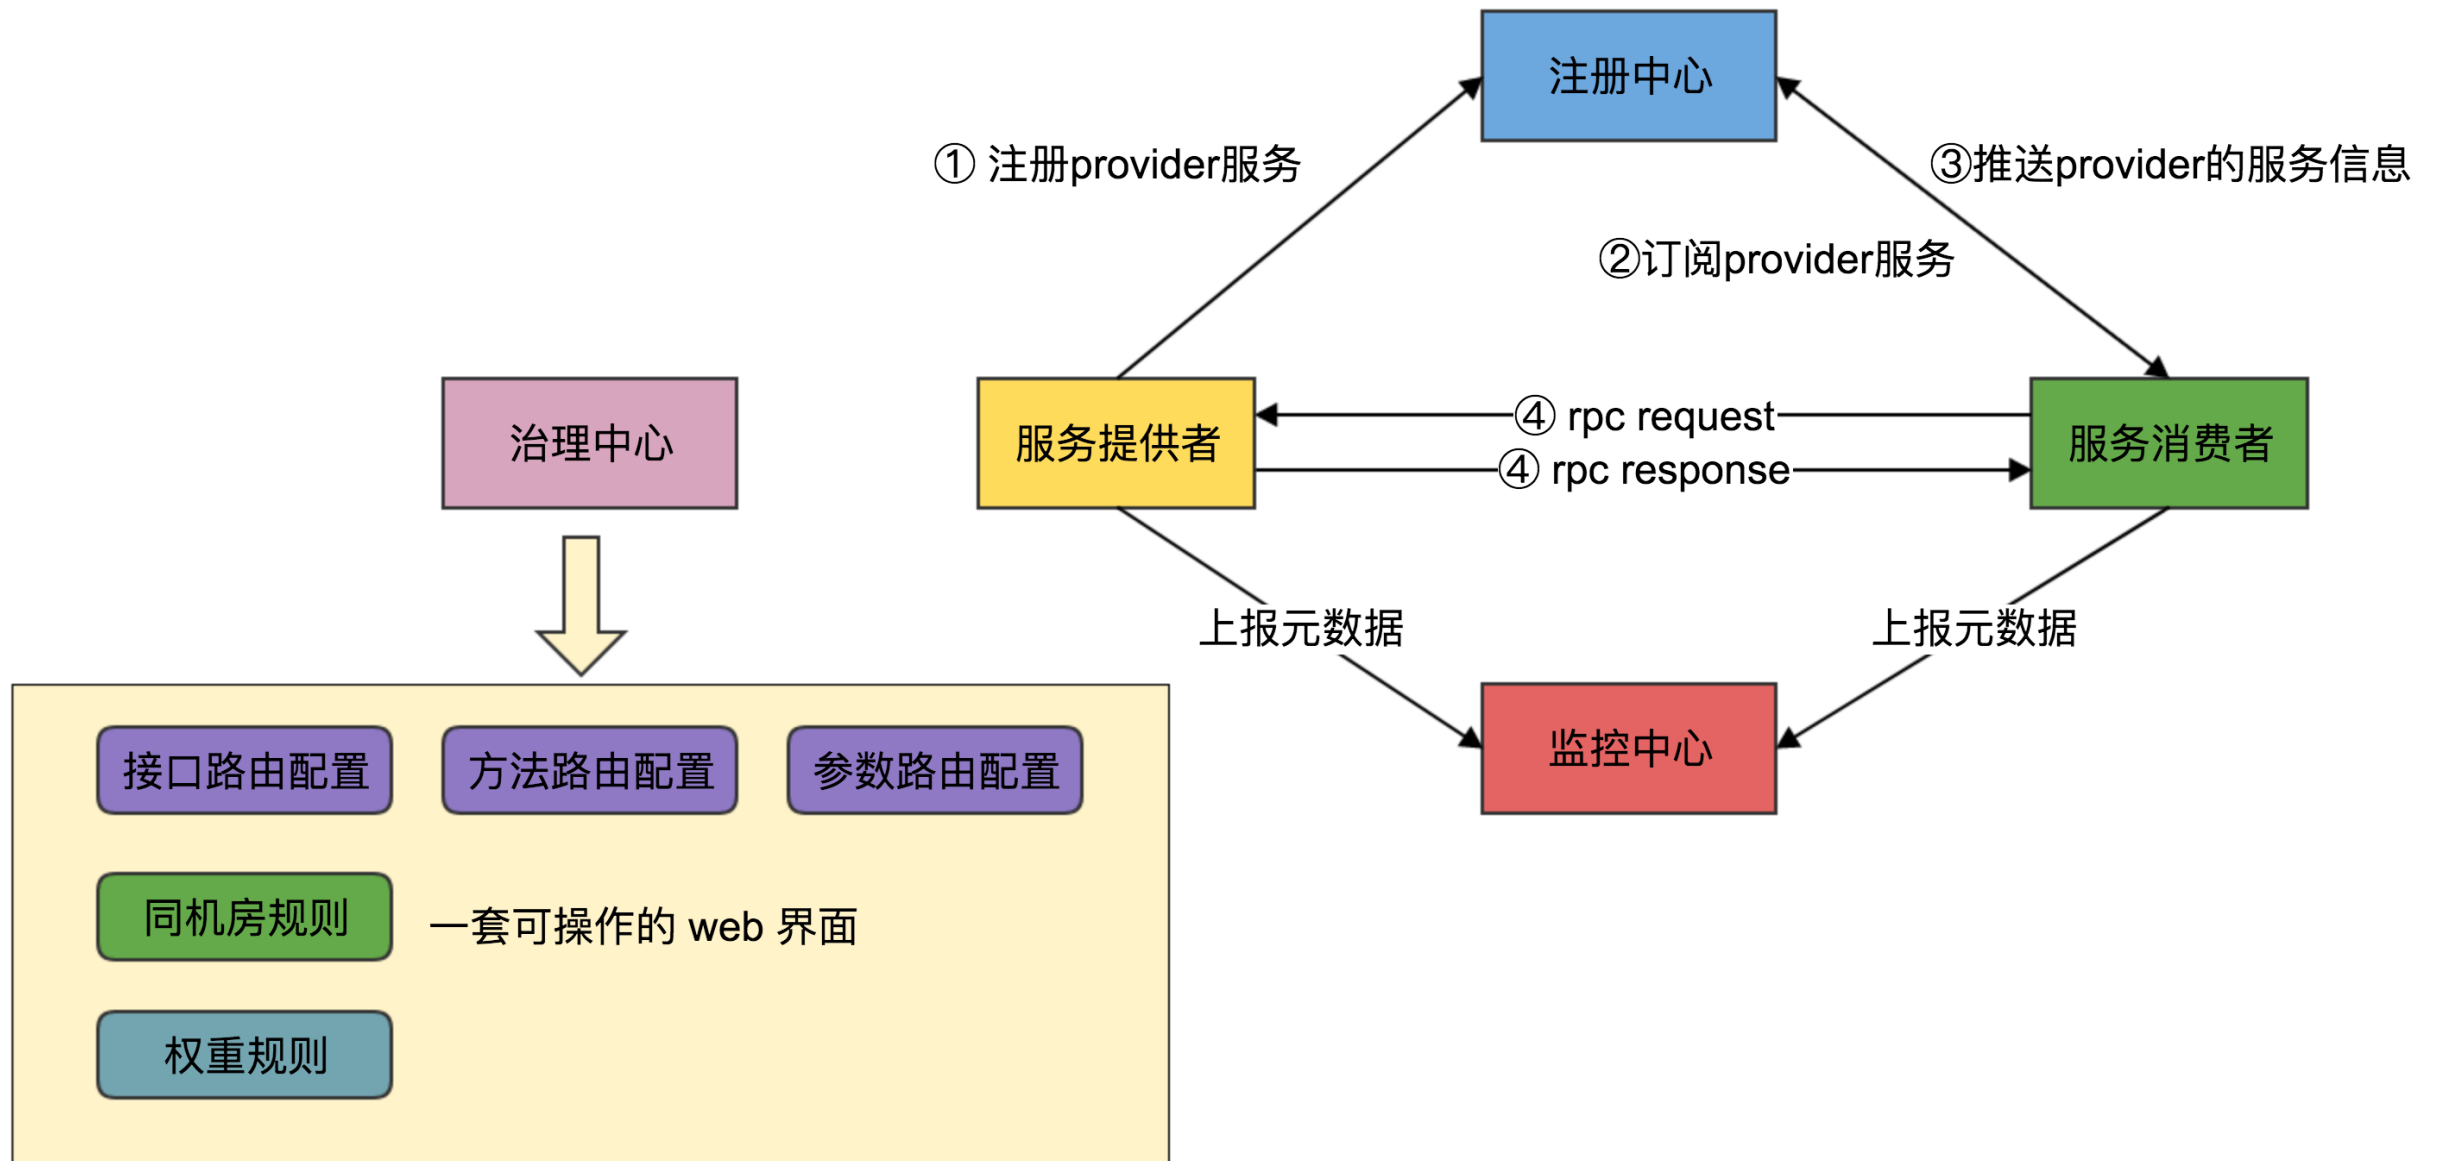 注册中心
① 注册provider服务
③推送provider的服务信息
②订阅provider服务
治理中心
服务提供者
④ rpc request
④ rpc response
服务消费者
上报元数据
上报元数据
监控中心
接口路由配置
方法路由配置
参数路由配置
同机房规则
一套可操作的 web 界面
权重规则